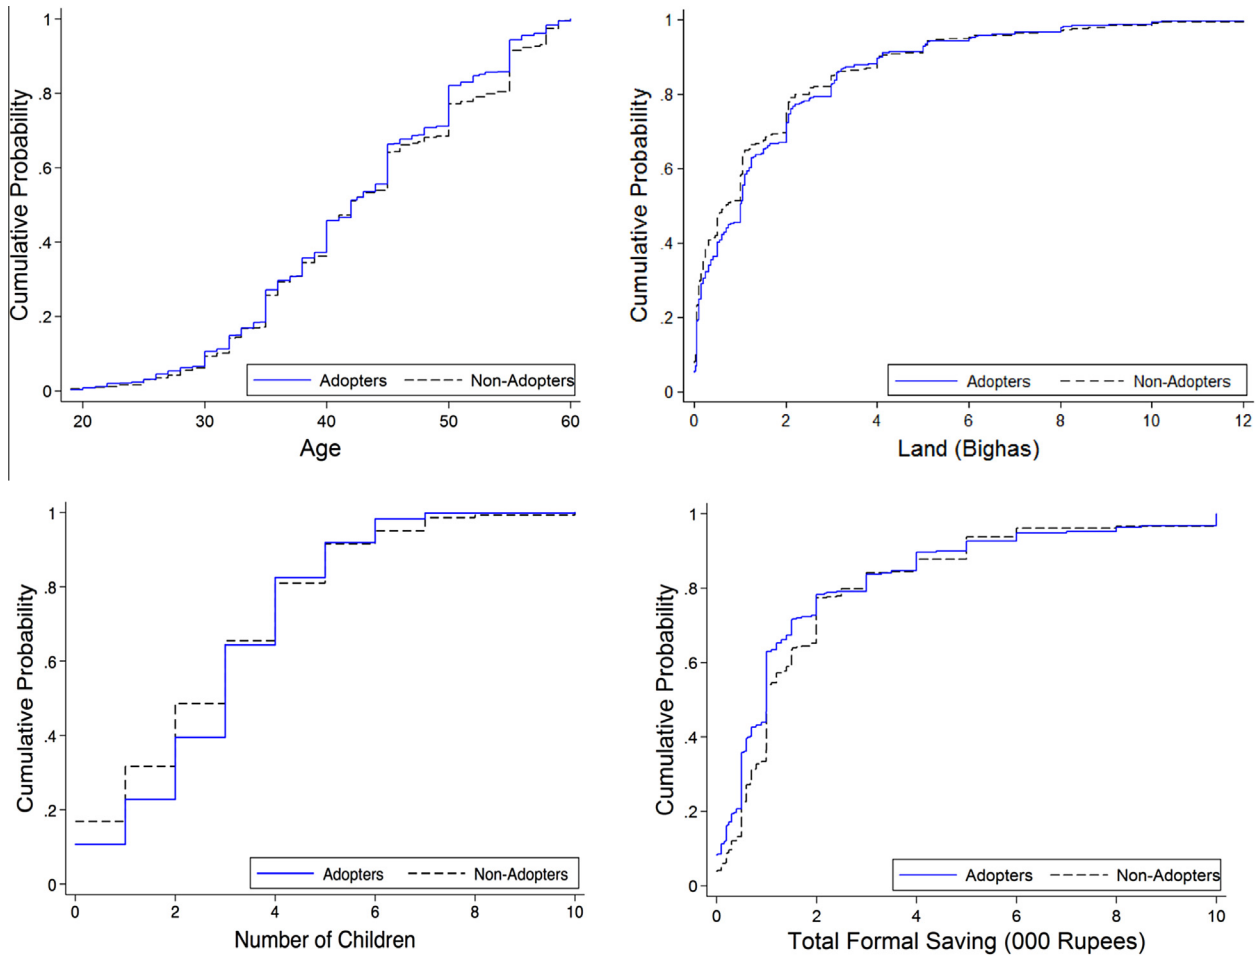 Cumulative Probability
1
.8
.6
.4
.2
0
Adopters Non-Adopters
20 30 40 50 60
Age
Cumulative Probability
1
.8
.6
.4
.2
0
Adopters Non-Adopters
0 2 4 6 8 10 12
Land (Bighas)
Cumulative Probability
1
.8
.6
.4
.2
0
Adopters Non-Adopters
0 2 4 6 8 10
Number of Children
Cumulative Probability
1
.8
.6
.4
.2
0
Adopters Non-Adopters
0 2 4 6 8 10
Total Formal Saving (000 Rupees)